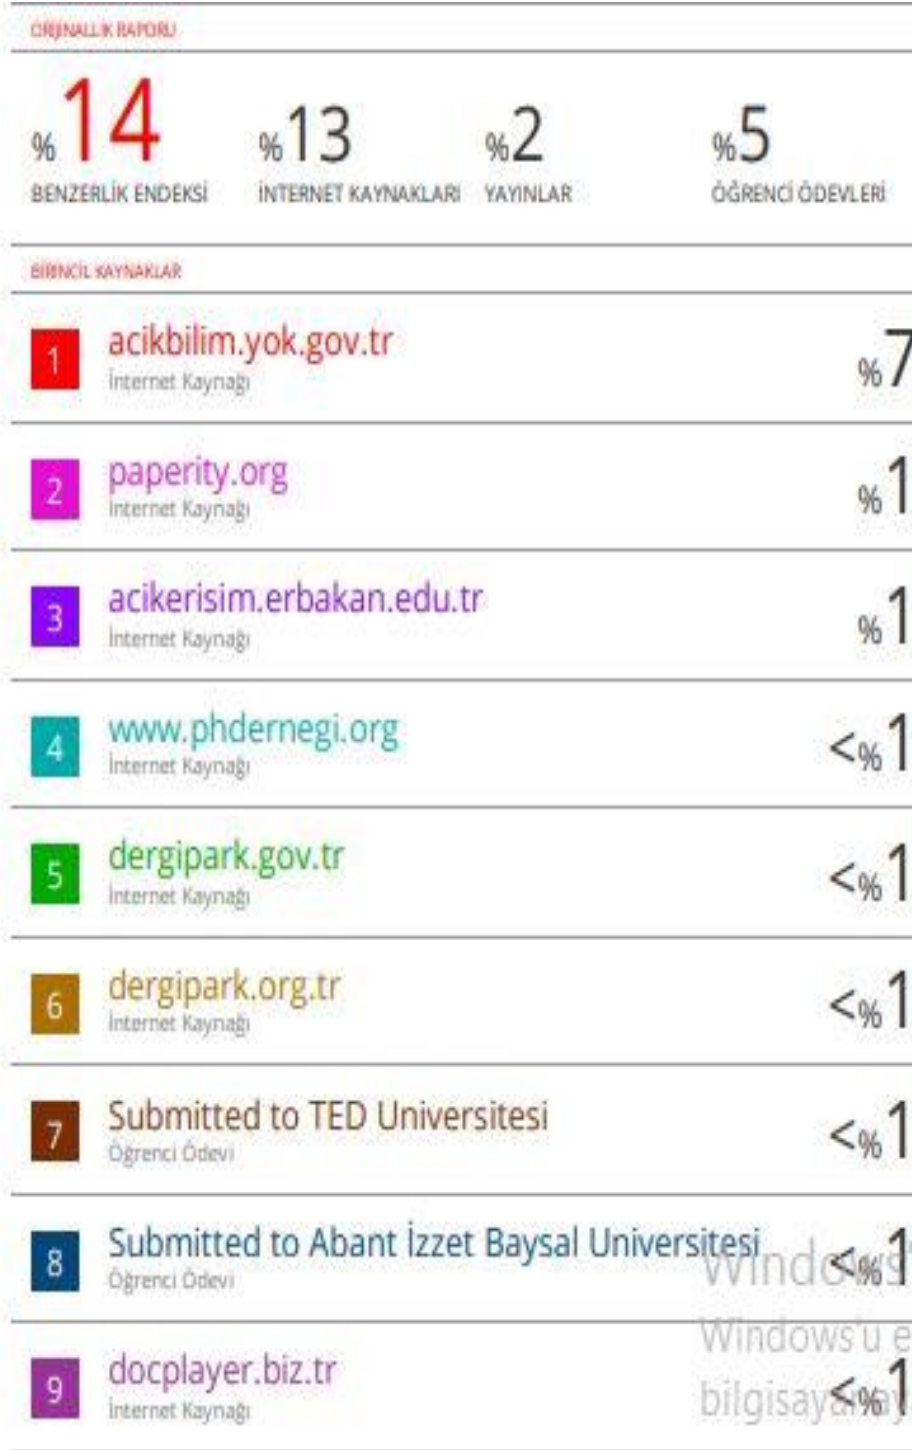 ORİJİNALLİK RAPORU
%14
BENZERLİK ENDEKSİ
%13
İNTERNET KAYNAKLARI
%2
YAYINLAR
%5
ÖĞRENCİ ÖDEVLERİ
BİRİNCİL KAYNAKLAR
1
acikbilim.yok.gov.tr
İnternet Kaynağı
%7
2
paperity.org
İnternet Kaynağı
%1
3
acikerisim.erbakan.edu.tr
İnternet Kaynağı
%1
4
www.phdernegi.org
İnternet Kaynağı
<%1
5
dergipark.gov.tr
İnternet Kaynağı
<%1
6
dergipark.org.tr
İnternet Kaynağı
<%1
7
Submitted to TED Universitesi
Öğrenci Ödevi
<%1
8
Submitted to Abant İzzet Baysal Universitesi
Öğrenci Ödevi
<%1
9
docplayer.biz.tr
İnternet Kaynağı
<%1
Windows'
Windows'u e